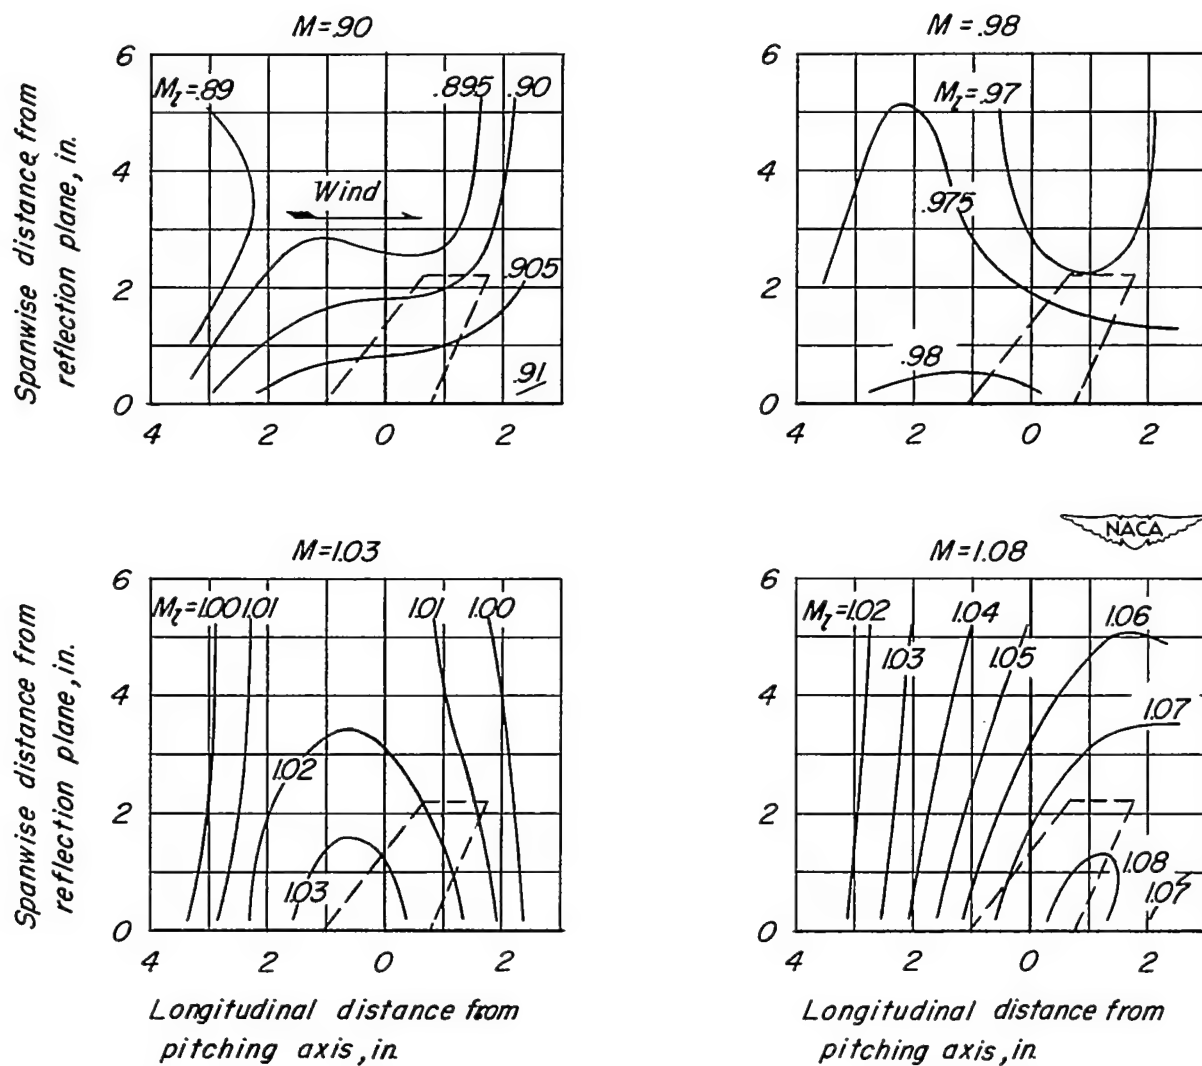 M=.90
Spanwise distance from
reflection plane, in.
6
4
2
0
M_l=.89
.895
.90
Wind
.905
.91
4 2 0 2
M=.98
6
4
2
0
M_l=.97
.975
.98
4 2 0 2
NACA
M=1.03
Spanwise distance from
reflection plane, in.
6
4
2
0
M_l=1.00
1.01
1.01
1.00
1.02
1.03
4 2 0 2
Longitudinal distance from
pitching axis, in.
M=1.08
6
4
2
0
M_l=1.02
1.03
1.04
1.05
1.06
1.07
1.08
1.07
4 2 0 2
Longitudinal distance from
pitching axis, in.